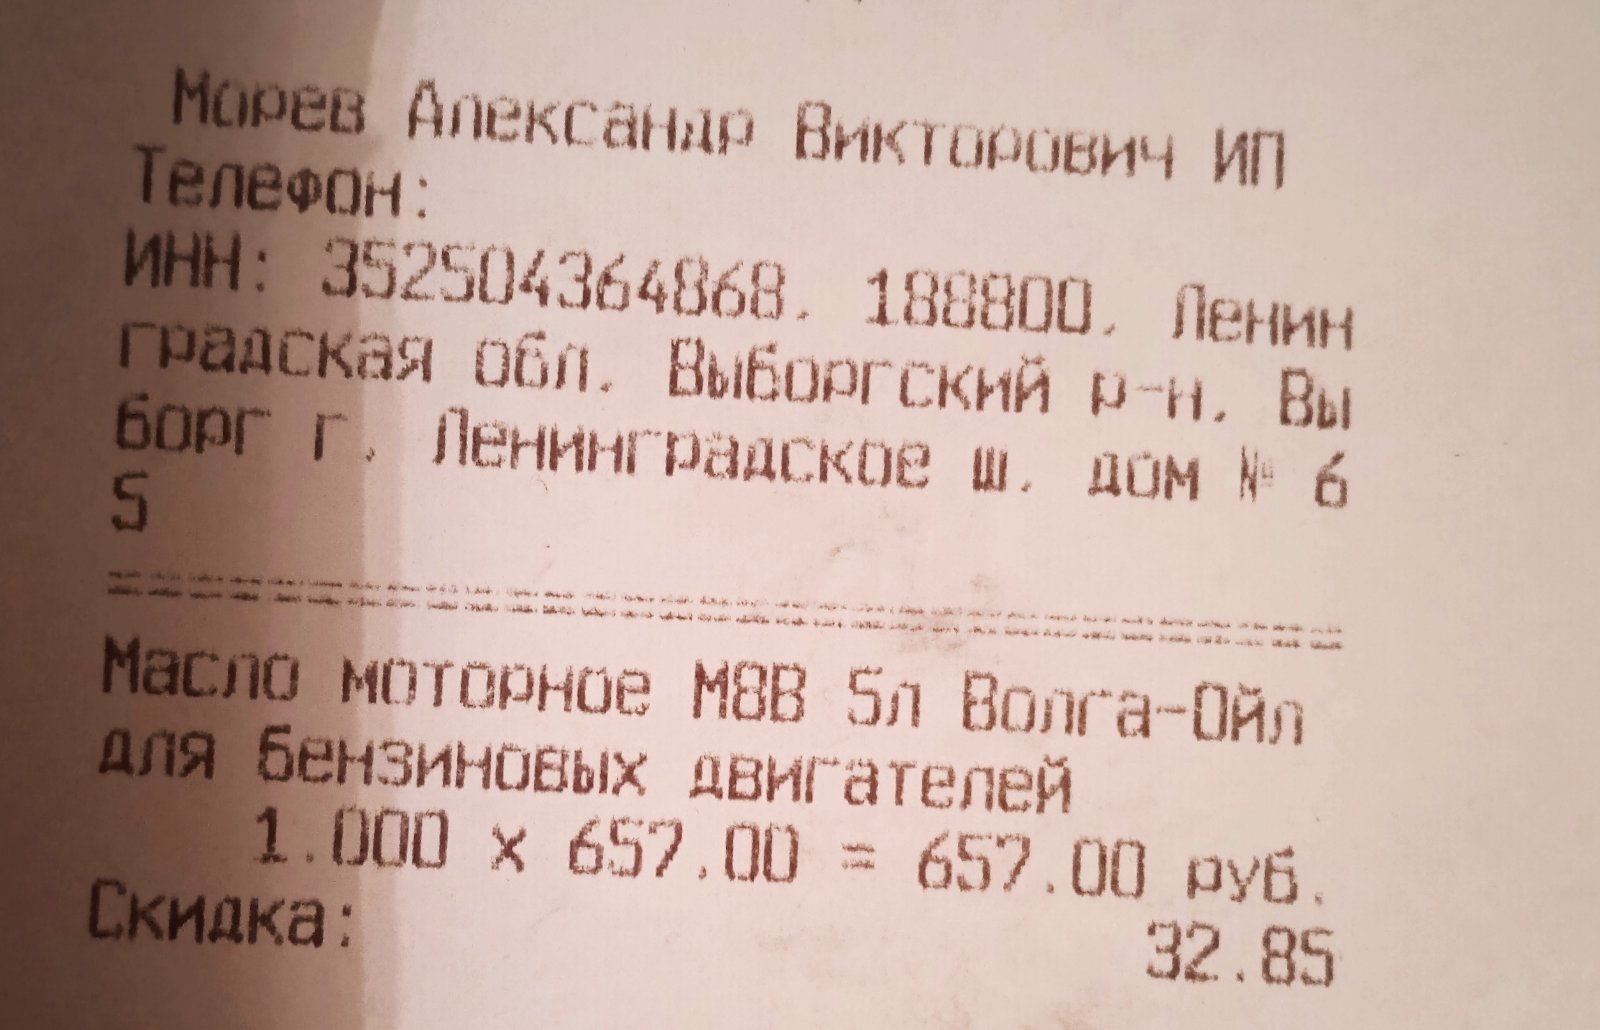 Морев Александр Викторович ИП
Телефон:
ИНН: 352504364868, 188800, Ленин
градская обл. Выборгский р-н, Вы
борг г, Ленинградское ш. дом № 6
5
================================
Масло моторное М8В 5л Волга-Ойл
для бензиновых двигателей
1.000 x 657.00 = 657.00 руб.
Скидка: 32.85